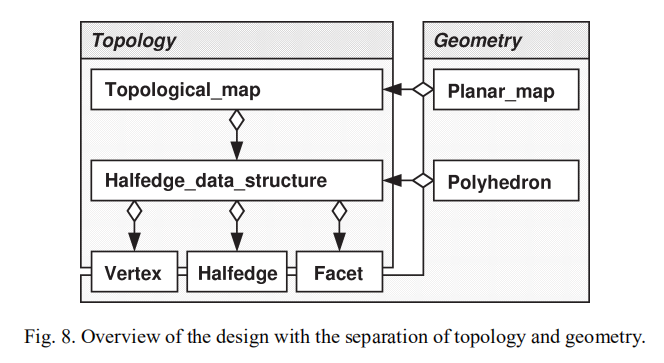 Topology
Geometry
Topological_map
Planar_map
Halfedge_data_structure
Polyhedron
Vertex
Halfedge
Facet
Fig. 8. Overview of the design with the separation of topology and geometry.